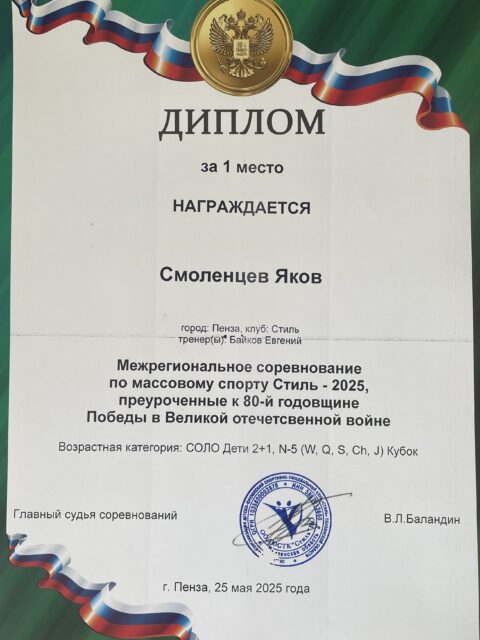 ДИПЛОМ
за 1 место
НАГРАЖДАЕТСЯ
Смоленцев Яков
город: Пенза, клуб: Стиль
тренер(ы): Байков Евгений
Межрегиональное соревнование
по массовому спорту Стиль - 2025,
преуроченные к 80-й годовщине
Победы в Великой отечетсвенной войне
Возрастная категория: СОЛО Дети 2+1, N-5 (W, Q, S, Ch, J) Кубок
Главный судья соревнований
В.Л.Баландин
г. Пенза, 25 мая 2025 года